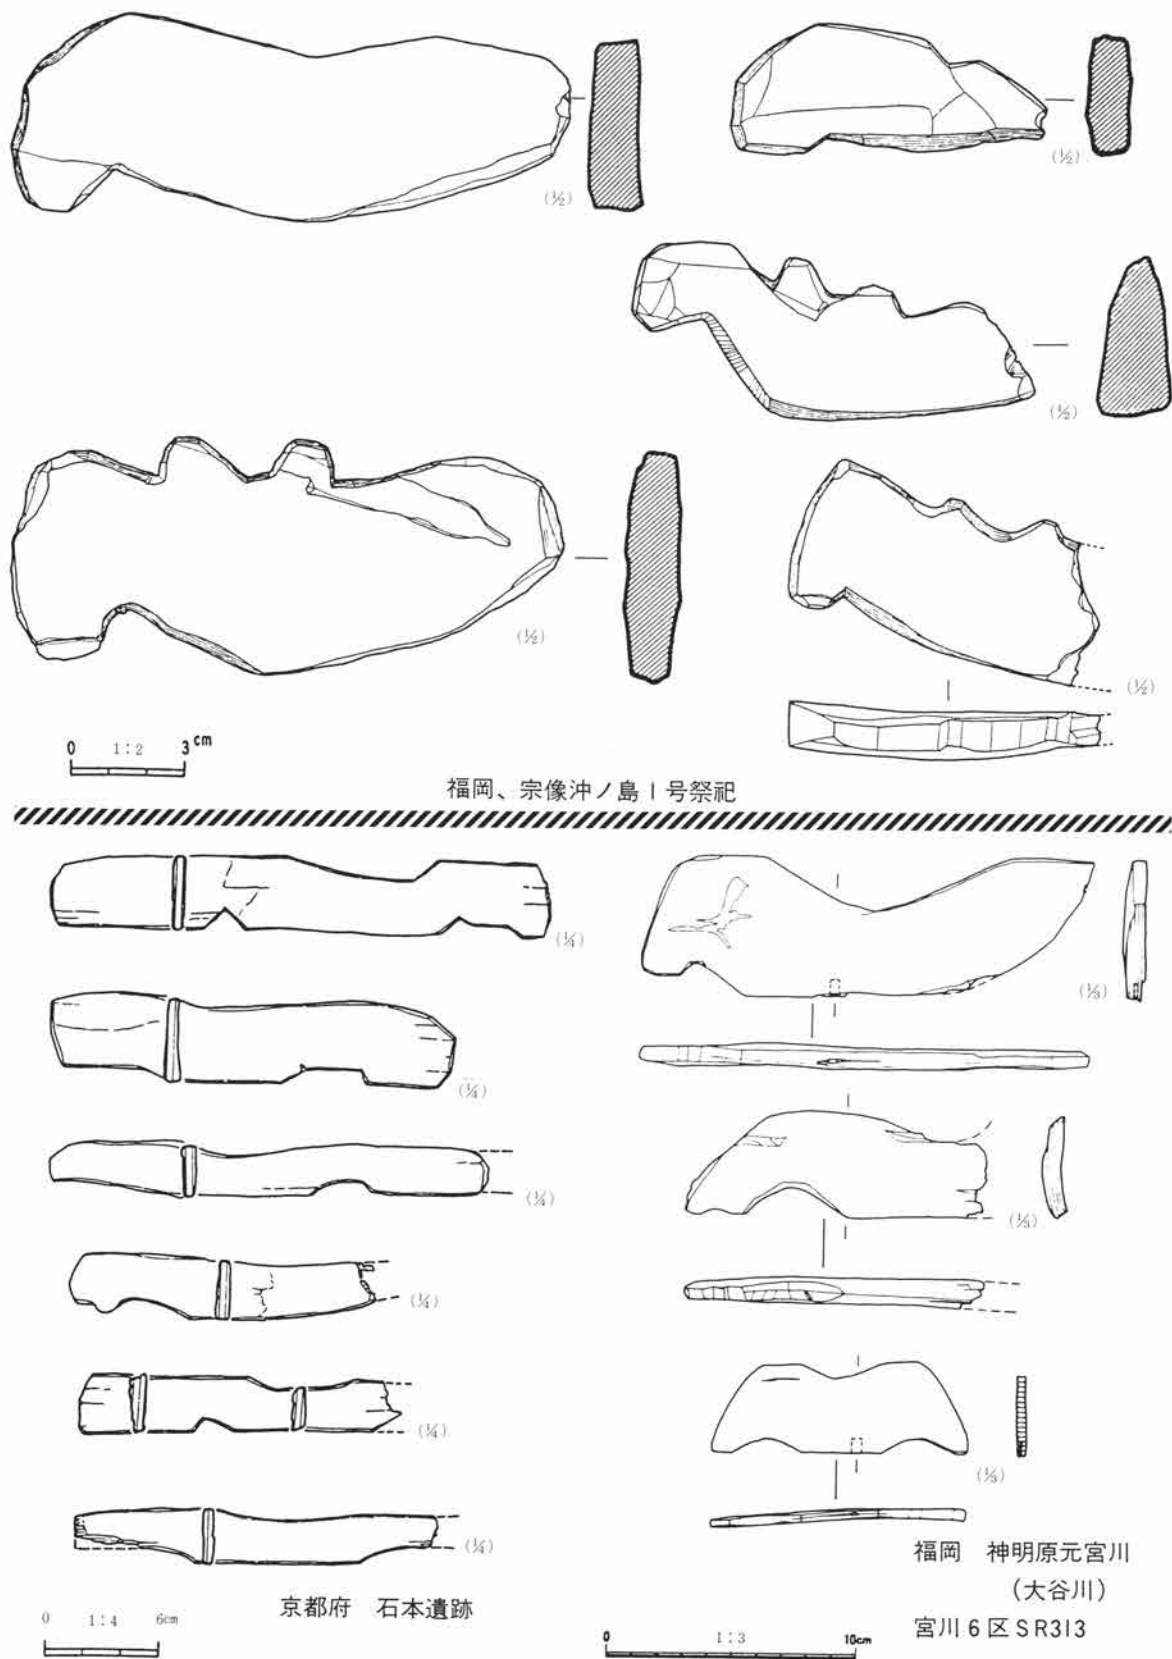 (½)
(½)
(½)
(½)
(½)
0 1:2 3 cm
福岡、宗像沖ノ島1号祭祀
(¼)
(⅓)
(¼)
(¼)
(⅓)
(¼)
(¼)
(⅓)
(¼)
福岡 神明原元宮川
(大谷川)
宮川6区SR313
京都府 石本遺跡
0 1:4 6cm
0 1:3 10cm